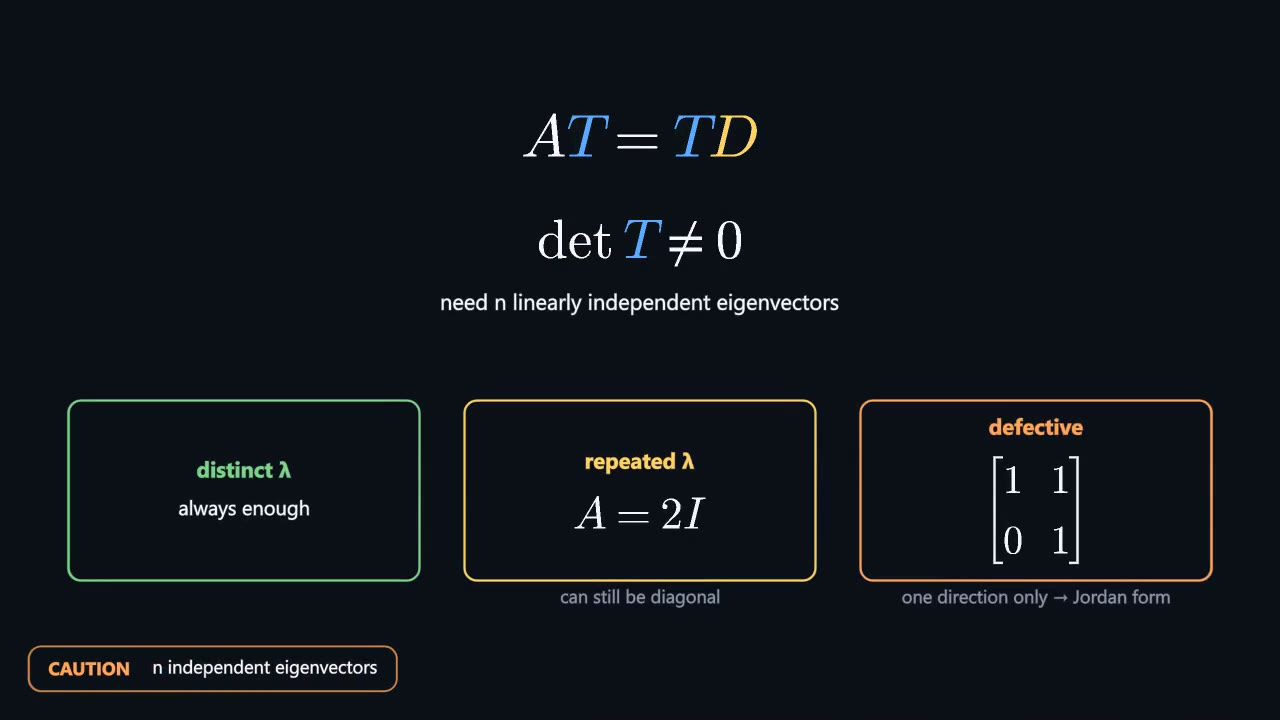 AT = TD
det T ≠ 0
need n linearly independent eigenvectors
distinct λ
always enough
repeated λ
A = 2I
can still be diagonal
defective
1 1
0 1
one direction only → Jordan form
CAUTION n independent eigenvectors